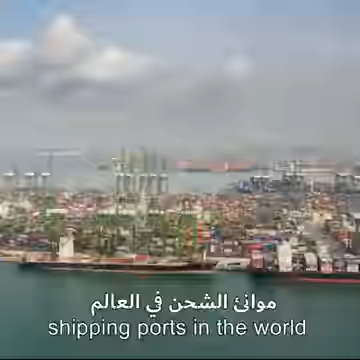 موانئ الشحن في العالم
shipping ports in the world